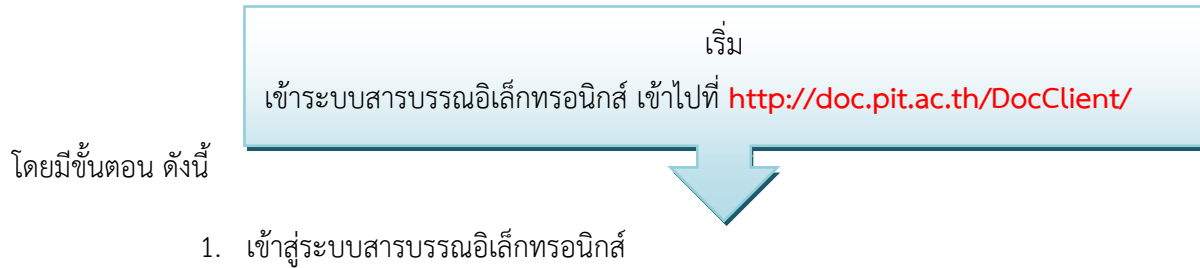 เริ่ม
เข้าระบบสารบรรณอิเล็กทรอนิกส์ เข้าไปที่ http://doc.pit.ac.th/DocClient/
โดยมีขั้นตอน ดังนี้
1. เข้าสู่ระบบสารบรรณอิเล็กทรอนิกส์